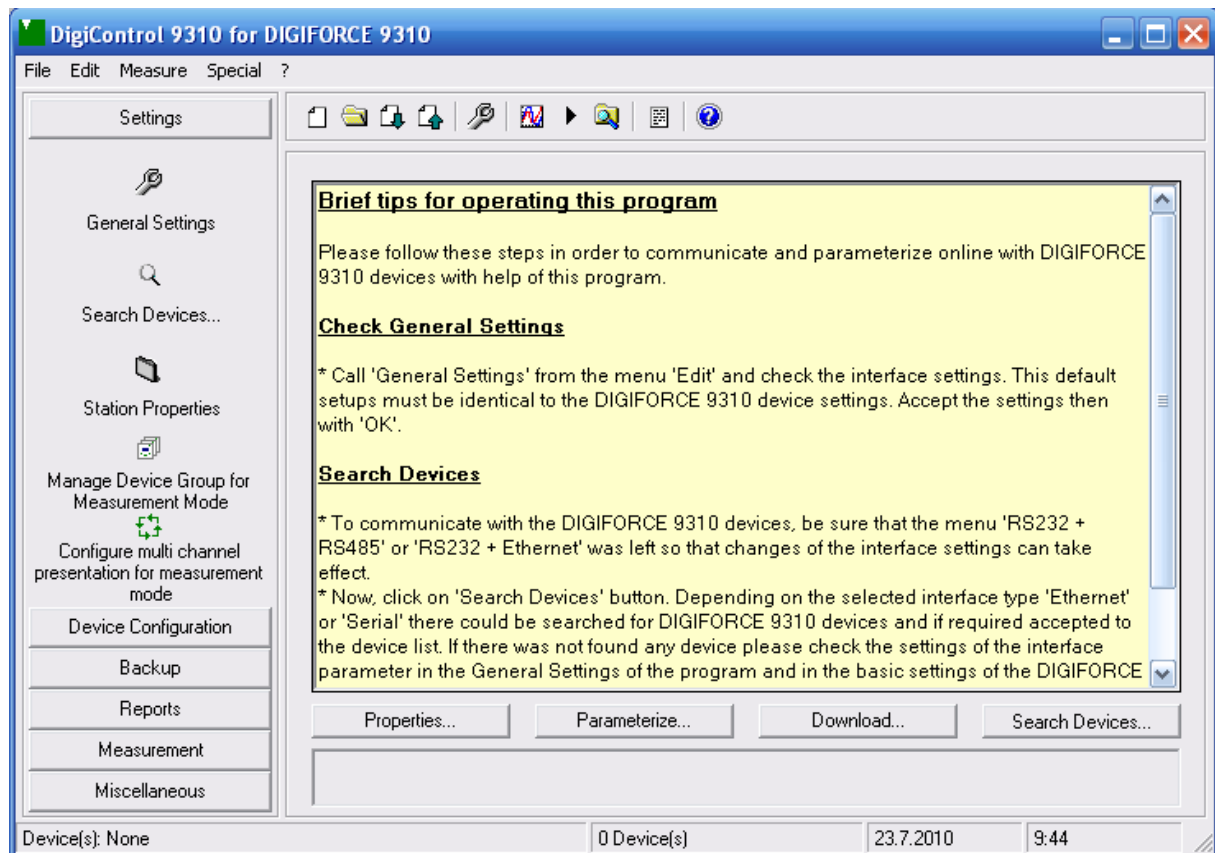 DigiControl 9310 for DIGIFORCE 9310
File Edit Measure Special ?
Settings
General Settings
Search Devices...
Station Properties
Manage Device Group for
Measurement Mode
Configure multi channel
presentation for measurement
mode
Device Configuration
Backup
Reports
Measurement
Miscellaneous
Brief tips for operating this program
Please follow these steps in order to communicate and parameterize online with DIGIFORCE
9310 devices with help of this program.
Check General Settings
* Call 'General Settings' from the menu 'Edit' and check the interface settings. This default
setups must be identical to the DIGIFORCE 9310 device settings. Accept the settings then
with 'OK'.
Search Devices
* To communicate with the DIGIFORCE 9310 devices, be sure that the menu 'RS232 +
RS485' or 'RS232 + Ethernet' was left so that changes of the interface settings can take
effect.
* Now, click on 'Search Devices' button. Depending on the selected interface type 'Ethernet'
or 'Serial' there could be searched for DIGIFORCE 9310 devices and if required accepted to
the device list. If there was not found any device please check the settings of the interface
parameter in the General Settings of the program and in the basic settings of the DIGIFORCE
Properties... Parameterize... Download... Search Devices...
Device(s): None 0 Device(s) 23.7.2010 9:44